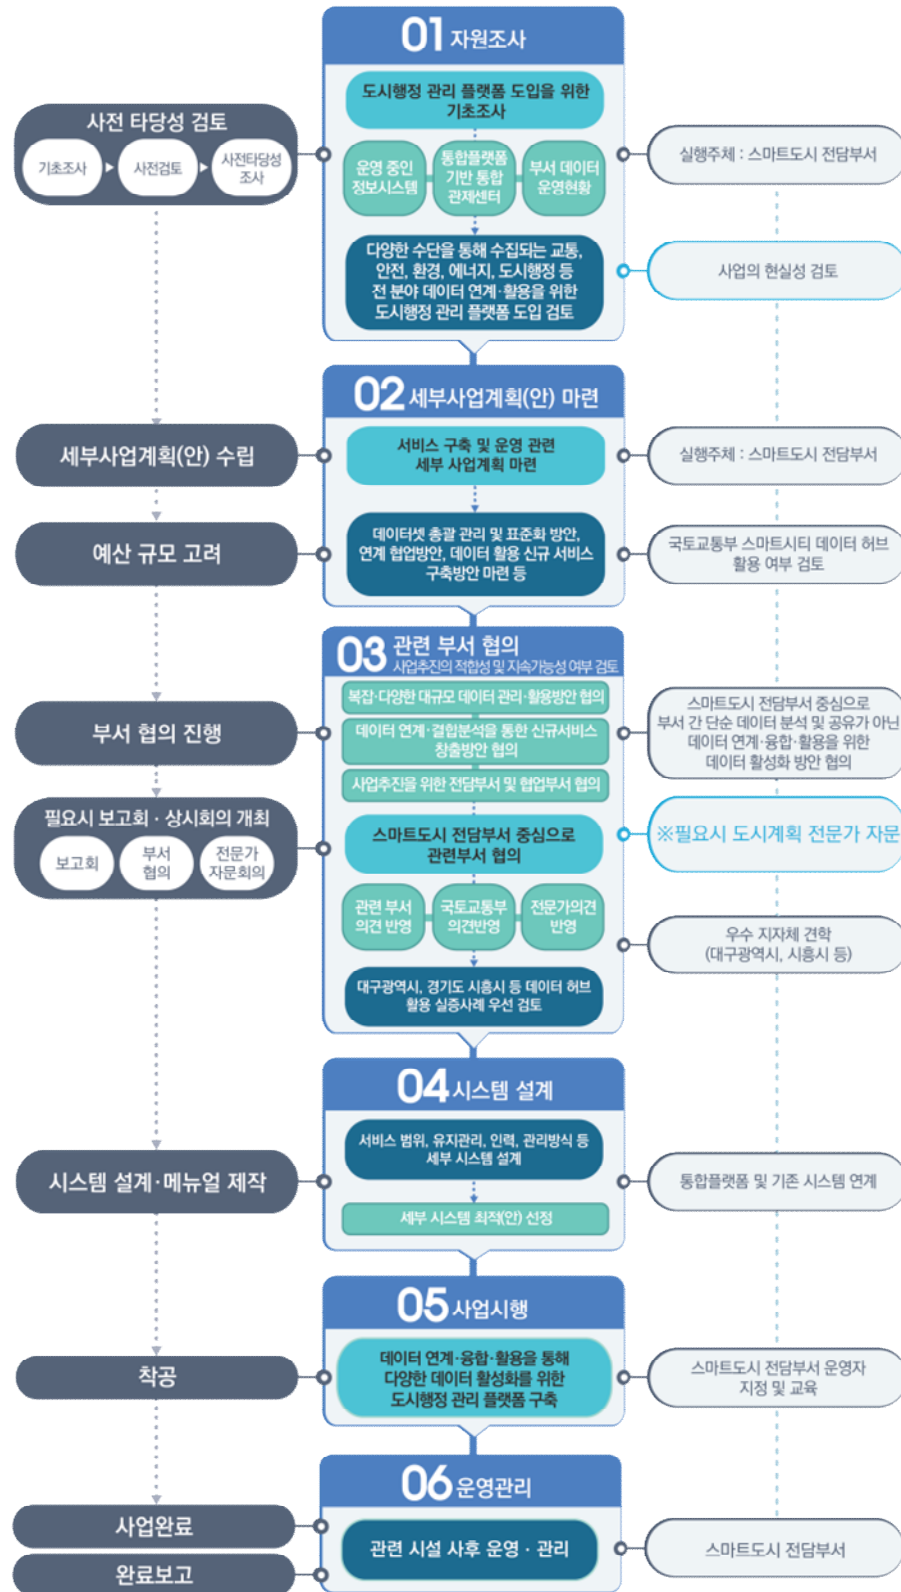 01 자원조사
도시행정 관리 플랫폼 도입을 위한
기초조사
사전 타당성 검토
기초조사
사전검토
사전타당성
조사
운영 중인
정보시스템
통합플랫폼
기반 통합
관제센터
부서 데이터
운영현황
실행주체 : 스마트도시 전담부서
다양한 수단을 통해 수집되는 교통,
안전, 환경, 에너지, 도시행정 등
전 분야 데이터 연계·활용을 위한
도시행정 관리 플랫폼 도입 검토
사업의 현실성 검토
02 세부사업계획(안) 마련
세부사업계획(안) 수립
서비스 구축 및 운영 관련
세부 사업계획 마련
실행주체 : 스마트도시 전담부서
예산 규모 고려
데이터셋 총괄 관리 및 표준화 방안,
연계 협업방안, 데이터 활용 신규 서비스
구축방안 마련 등
국토교통부 스마트시티 데이터 허브
활용 여부 검토
03 관련 부서 협의
사업추진의 적합성 및 지속가능성 여부 검토
부서 협의 진행
복잡·다양한 대규모 데이터 관리·활용방안 협의
데이터 연계·결합분석을 통한 신규서비스
창출방안 협의
사업추진을 위한 전담부서 및 협업부서 협의
스마트도시 전담부서 중심으로
부서 간 단순 데이터 분석 및 공유가 아닌
데이터 연계·융합·활용을 위한
데이터 활성화 방안 협의
필요시 보고회 · 상시회의 개최
보고회
부서
협의
전문가
자문회의
스마트도시 전담부서 중심으로
관련부서 협의
※필요시 도시계획 전문가 자문
관련 부서
의견 반영
국토교통부
의견반영
전문가의견
반영
우수 지자체 견학
(대구광역시, 시흥시 등)
대구광역시, 경기도 시흥시 등 데이터 허브
활용 실증사례 우선 검토
04 시스템 설계
시스템 설계·메뉴얼 제작
서비스 범위, 유지관리, 인력, 관리방식 등
세부 시스템 설계
세부 시스템 최적(안) 선정
통합플랫폼 및 기존 시스템 연계
05 사업시행
착공
데이터 연계·융합·활용을 통해
다양한 데이터 활성화를 위한
도시행정 관리 플랫폼 구축
스마트도시 전담부서 운영자
지정 및 교육
06 운영관리
사업완료
완료보고
관련 시설 사후 운영 · 관리
스마트도시 전담부서